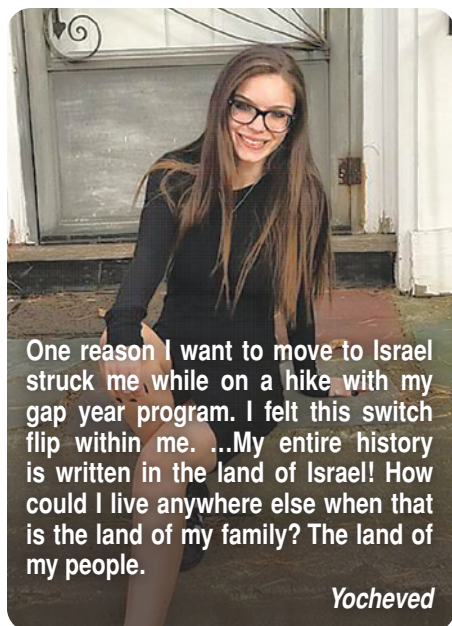 One reason I want to move to Israel
struck me while on a hike with my
gap year program. I felt this switch
flip within me. ...My entire history
is written in the land of Israel! How
could I live anywhere else when that
is the land of my family? The land of
my people.
Yocheved